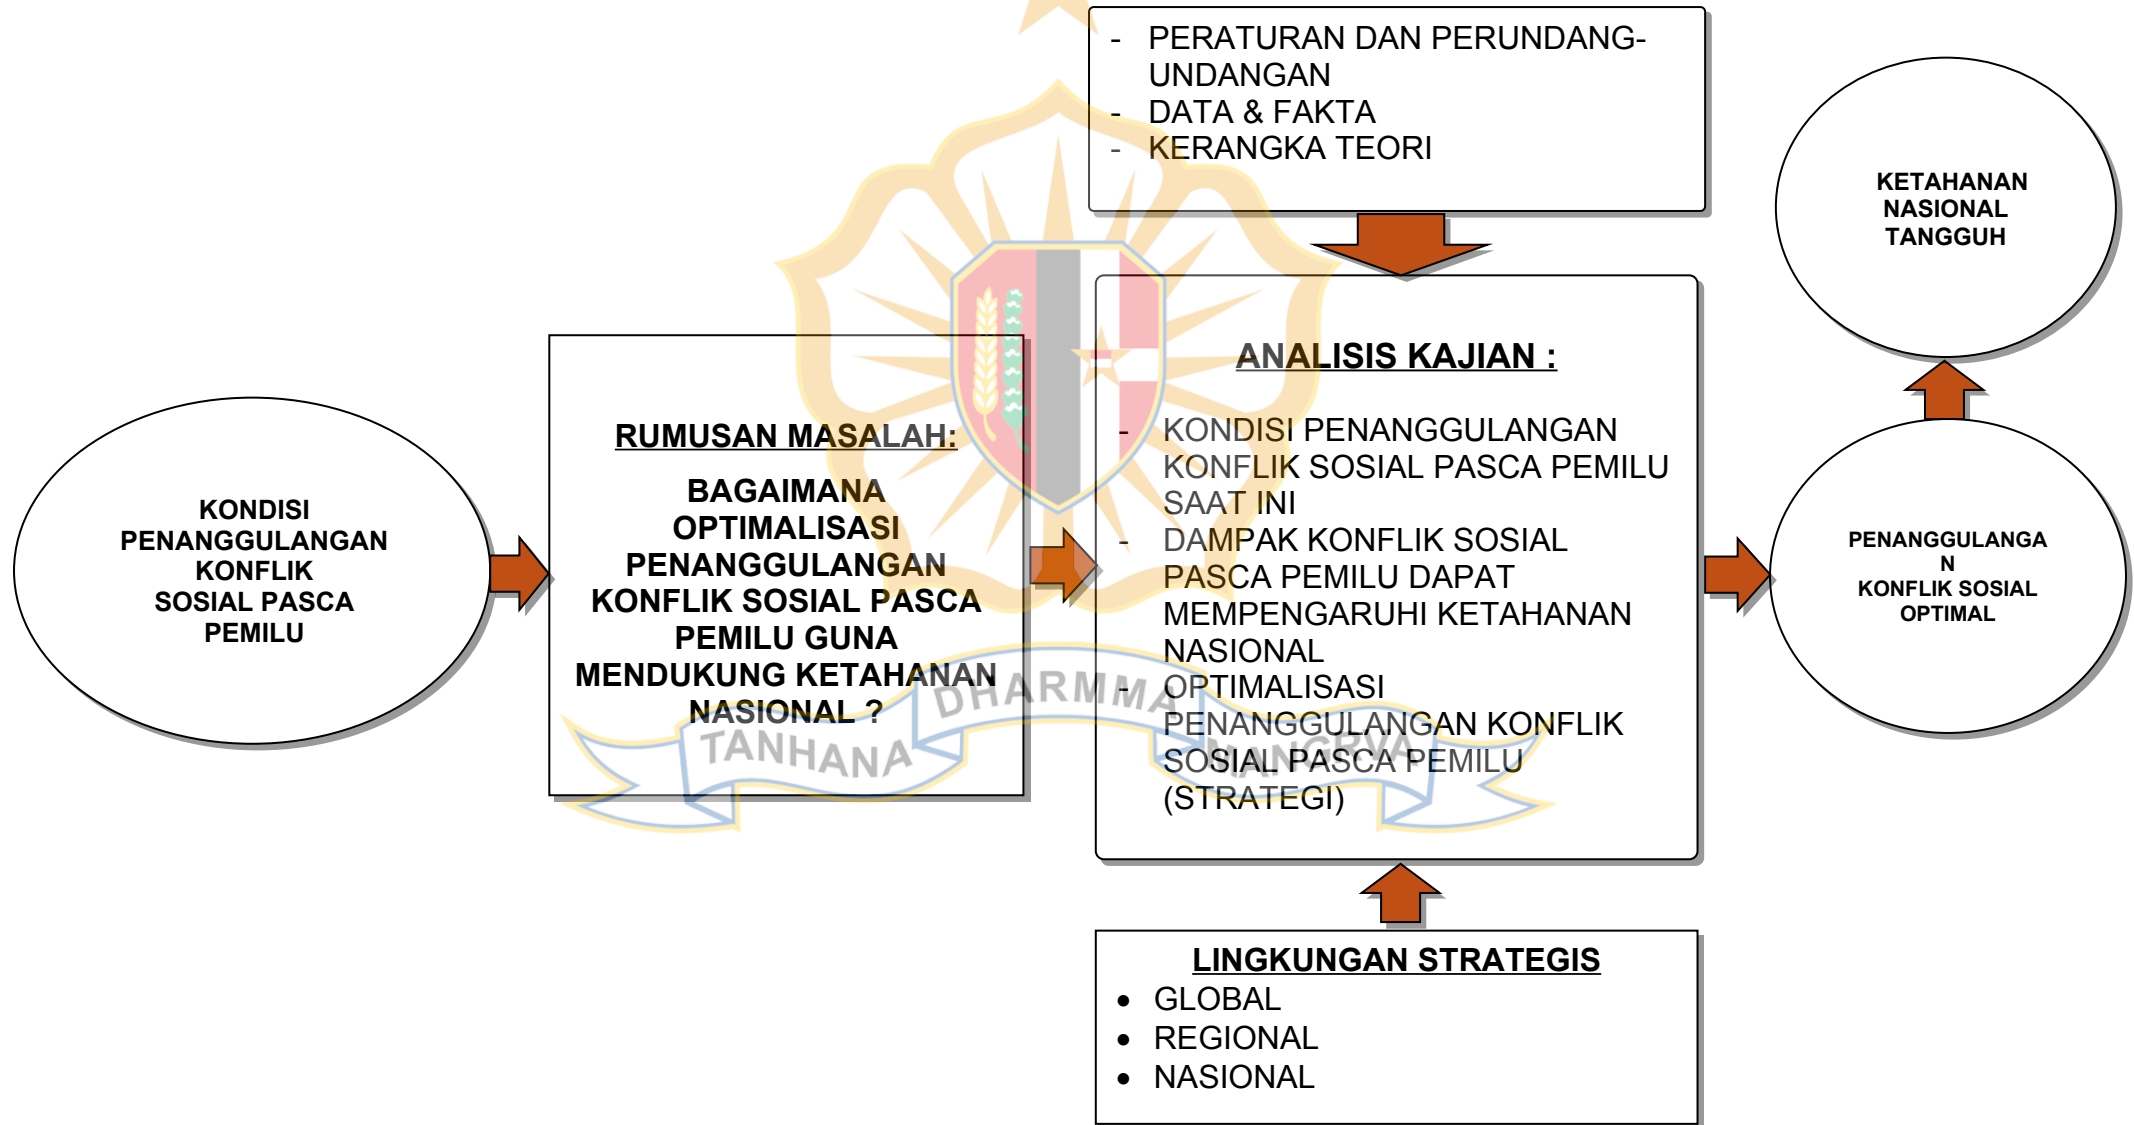 - PERATURAN DAN PERUNDANG-
UNDANGAN
- DATA & FAKTA
- KERANGKA TEORI
KETAHANAN
NASIONAL
TANGGUH
KONDISI
PENANGGULANGAN
KONFLIK
SOSIAL PASCA
PEMILU
RUMUSAN MASALAH:
BAGAIMANA
OPTIMALISASI
PENANGGULANGAN
KONFLIK SOSIAL PASCA
PEMILU GUNA
MENDUKUNG KETAHANAN
NASIONAL ?
ANALISIS KAJIAN :
- KONDISI PENANGGULANGAN
KONFLIK SOSIAL PASCA PEMILU
SAAT INI
- DAMPAK KONFLIK SOSIAL
PASCA PEMILU DAPAT
MEMPENGARUHI KETAHANAN
NASIONAL
- OPTIMALISASI
PENANGGULANGAN KONFLIK
SOSIAL PASCA PEMILU
(STRATEGI)
PENANGGULANGA
N
KONFLIK SOSIAL
OPTIMAL
LINGKUNGAN STRATEGIS
• GLOBAL
• REGIONAL
• NASIONAL
TANHANA DHARMMA MANGRVA